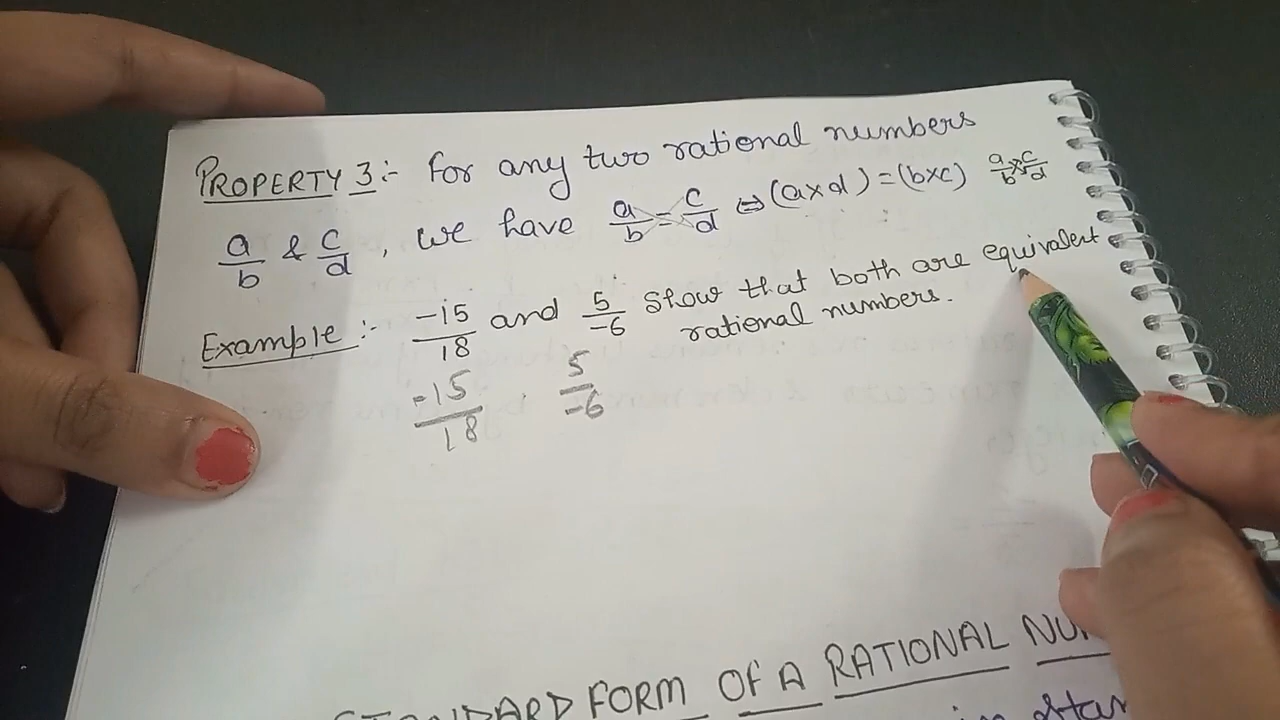 PROPERTY 3:- For any two rational numbers
a/b & c/d, we have a/b = c/d ⇔ (a×d) = (b×c) a/b × c/d
Example:- -15/18 and 5/-6 Show that both are equivalent
rational numbers.
-15/18 , 5/-6
STANDARD FORM OF A RATIONAL
in